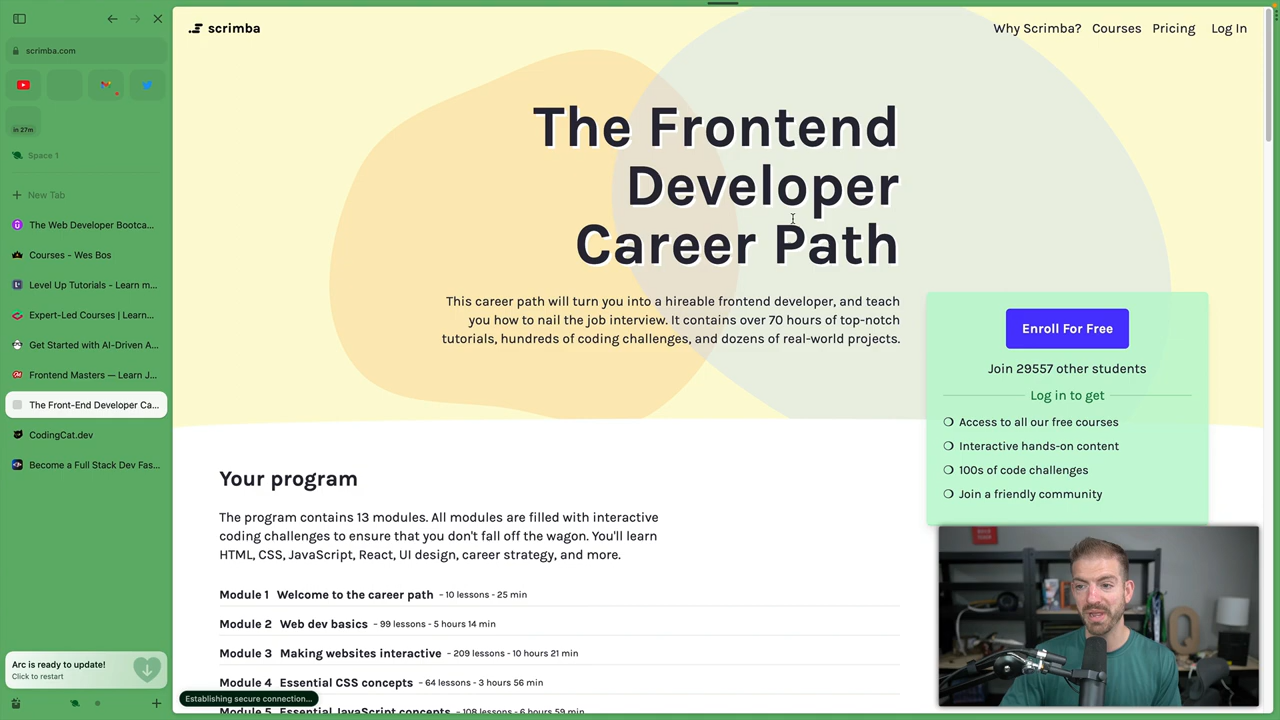 scrimba.com
in 27m
Space 1
New Tab
The Web Developer Bootca...
Courses - Wes Bos
Level Up Tutorials - Learn m...
Expert-Led Courses | Learn...
Get Started with AI-Driven A...
Frontend Masters — Learn J...
The Front-End Developer Ca...
CodingCat.dev
Become a Full Stack Dev Fas...
Arc is ready to update!
Click to restart
scrimba
Why Scrimba?
Courses
Pricing
Log In
The Frontend
Developer
Career Path
This career path will turn you into a hireable frontend developer, and teach
you how to nail the job interview. It contains over 70 hours of top-notch
tutorials, hundreds of coding challenges, and dozens of real-world projects.
Enroll For Free
Join 29557 other students
Log in to get
Access to all our free courses
Interactive hands-on content
100s of code challenges
Join a friendly community
Your program
The program contains 13 modules. All modules are filled with interactive
coding challenges to ensure that you don't fall off the wagon. You'll learn
HTML, CSS, JavaScript, React, UI design, career strategy, and more.
Module 1 Welcome to the career path - 10 lessons - 25 min
Module 2 Web dev basics - 99 lessons - 5 hours 14 min
Module 3 Making websites interactive - 209 lessons - 10 hours 21 min
Module 4 Essential CSS concepts - 64 lessons - 3 hours 56 min
Establishing secure connection...
Module 5 Essential JavaScript concepts - 108 lessons - 6 hours 59 min